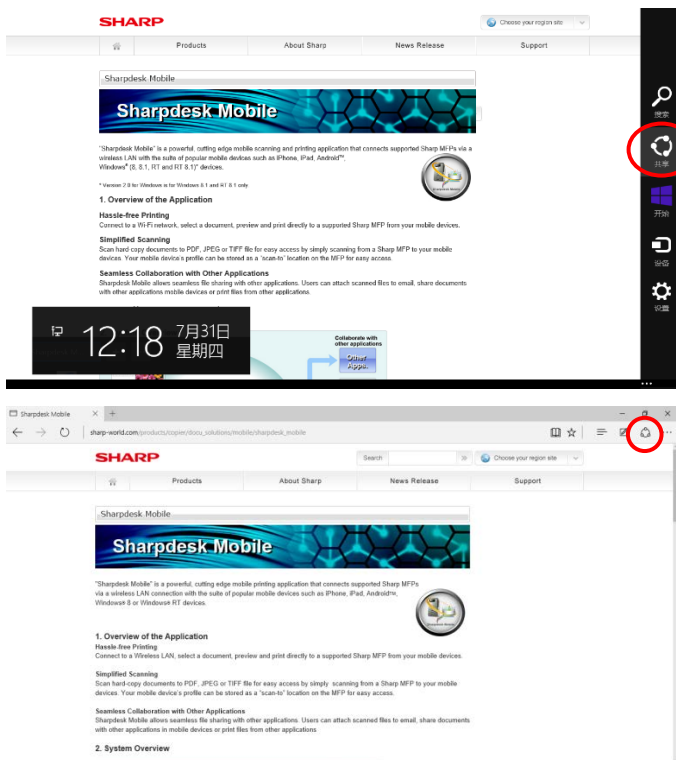 SHARP
Choose your region site
Products About Sharp News Release Support
Sharpdesk Mobile
Sharpdesk Mobile
"Sharpdesk Mobile" is a powerful, cutting edge mobile scanning and printing application that connects supported Sharp MFPs via a
wireless LAN with the suite of popular mobile devices such as iPhone, iPad, Android™,
Windows® (8, 8.1, RT and RT 8.1)* devices.
* Version 2.0 for Windows is for Windows 8.1 and RT 8.1 only.
1. Overview of the Application
Hassle-free Printing
Connect to a Wi-Fi network, select a document, preview and print directly to a supported Sharp MFP from your mobile devices.
Simplified Scanning
Scan hard-copy documents to PDF, JPEG or TIFF file for easy access by simply scanning from a Sharp MFP to your mobile
devices. Your mobile device's profile can be stored as a 'scan-to' location on the MFP for easy access.
Seamless Collaboration with Other Applications
Sharpdesk Mobile allows seamless file sharing with other applications. Users can attach scanned files to email, share documents
with other applications mobile devices or print files from other applications.
Collaborate with
other applications
Other
Apps.
12:18 7月31日
星期四
搜索
共享
开始
设备
设置
Sharpdesk Mobile
sharp-world.com/products/copier/docu_solutions/mobile/sharpdesk_mobile
SHARP
Search
Choose your region site
Products About Sharp News Release Support
Sharpdesk Mobile
Sharpdesk Mobile
"Sharpdesk Mobile" is a powerful, cutting edge mobile printing application that connects supported Sharp MFPs
via a wireless LAN connection with the suite of popular mobile devices such as iPhone, iPad, Android™,
Windows® 8 or Windows® RT devices.
1. Overview of the Application
Hassle-free Printing
Connect to a Wireless LAN, select a document, preview and print directly to a supported Sharp MFP from your mobile devices.
Simplified Scanning
Scan hard-copy documents to PDF, JPEG or TIFF file for easy access by simply scanning from a Sharp MFP to your mobile
devices. Your mobile device's profile can be stored as a 'scan-to' location on the MFP for easy access.
Seamless Collaboration with Other Applications
Sharpdesk Mobile allows seamless file sharing with other applications. Users can attach scanned files to email, share documents
with other applications in mobile devices or print files from other applications
2. System Overview